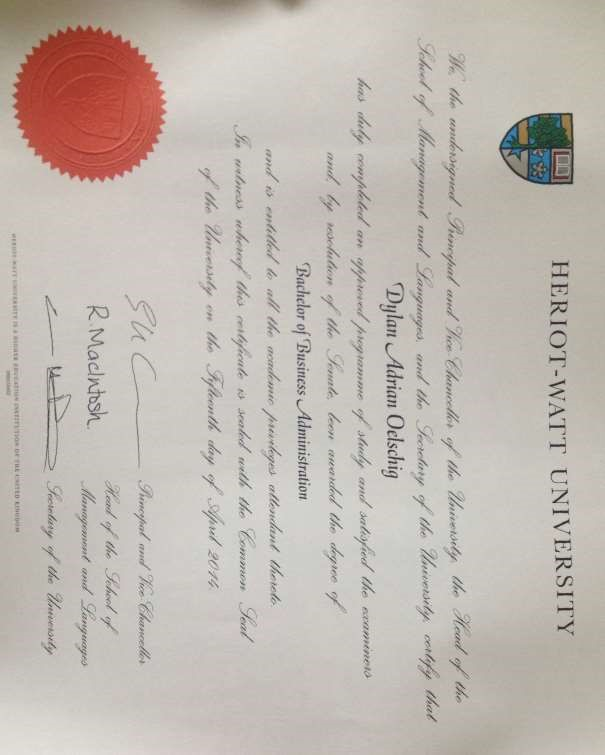 HERIOT-WATT UNIVERSITY
We, the undersigned Principal and Vice-Chancellor of the University, the Head of the
School of Management and Languages, and the Secretary of the University, certify that
Dylan Adrian Oelschig
has duly completed an approved programme of study and satisfied the examiners
and, by resolution of the Senate, been awarded the degree of
Bachelor of Business Administration
and is entitled to all the academic privileges attendant thereto.
In witness whereof this certificate is sealed with the Common Seal
of the University on the Fifteenth day of April 2014.
Principal and Vice-Chancellor
R. MacIntosh.
Head of the School of
Management and Languages
Secretary of the University
HERIOT-WATT UNIVERSITY IS A HIGHER EDUCATION INSTITUTION OF THE UNITED KINGDOM